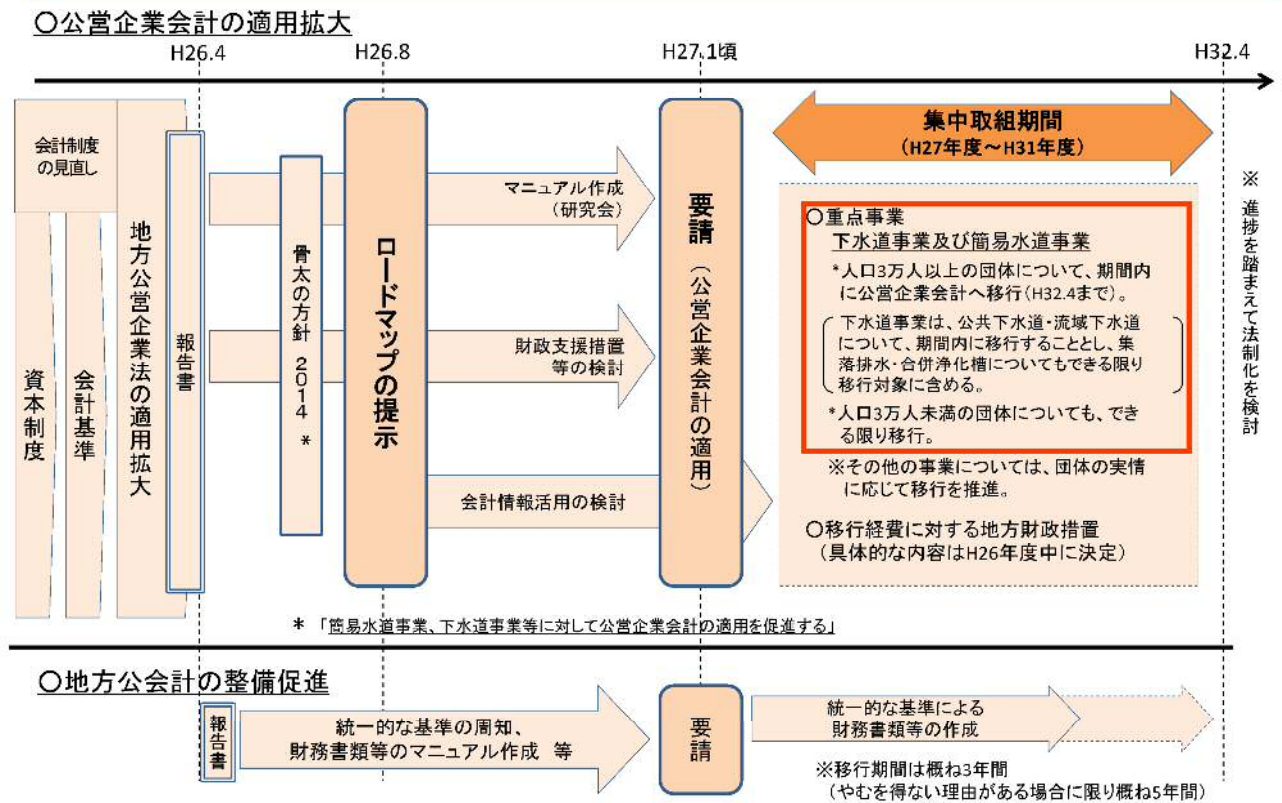 〇公営企業会計の適用拡大
H26.4
H26.8
H27.1頃
H32.4
会計制度
の見直し
資本制度
会計基準
地方公営企業法の適用拡大
報告書
骨太の方針 2014 *
ロードマップの提示
マニュアル作成
(研究会)
財政支援措置
等の検討
会計情報活用の検討
要請(公営企業会計の適用)
集中取組期間
(H27年度～H31年度)
〇重点事業
下水道事業及び簡易水道事業
*人口3万人以上の団体について、期間内
に公営企業会計へ移行(H32.4まで)。
下水道事業は、公共下水道・流域下水道
について、期間内に移行することとし、集
落排水・合併浄化槽についてもできる限り
移行対象に含める。
*人口3万人未満の団体についても、でき
る限り移行。
※その他の事業については、団体の実情
に応じて移行を推進。
〇移行経費に対する地方財政措置
(具体的な内容はH26年度中に決定)
※ 進捗を踏まえて法制化を検討
* 「簡易水道事業、下水道事業等に対して公営企業会計の適用を促進する」
〇地方公会計の整備促進
報告書
統一的な基準の周知、
財務書類等のマニュアル作成 等
要請
統一的な基準による
財務書類等の作成
※移行期間は概ね3年間
(やむを得ない理由がある場合に限り概ね5年間)